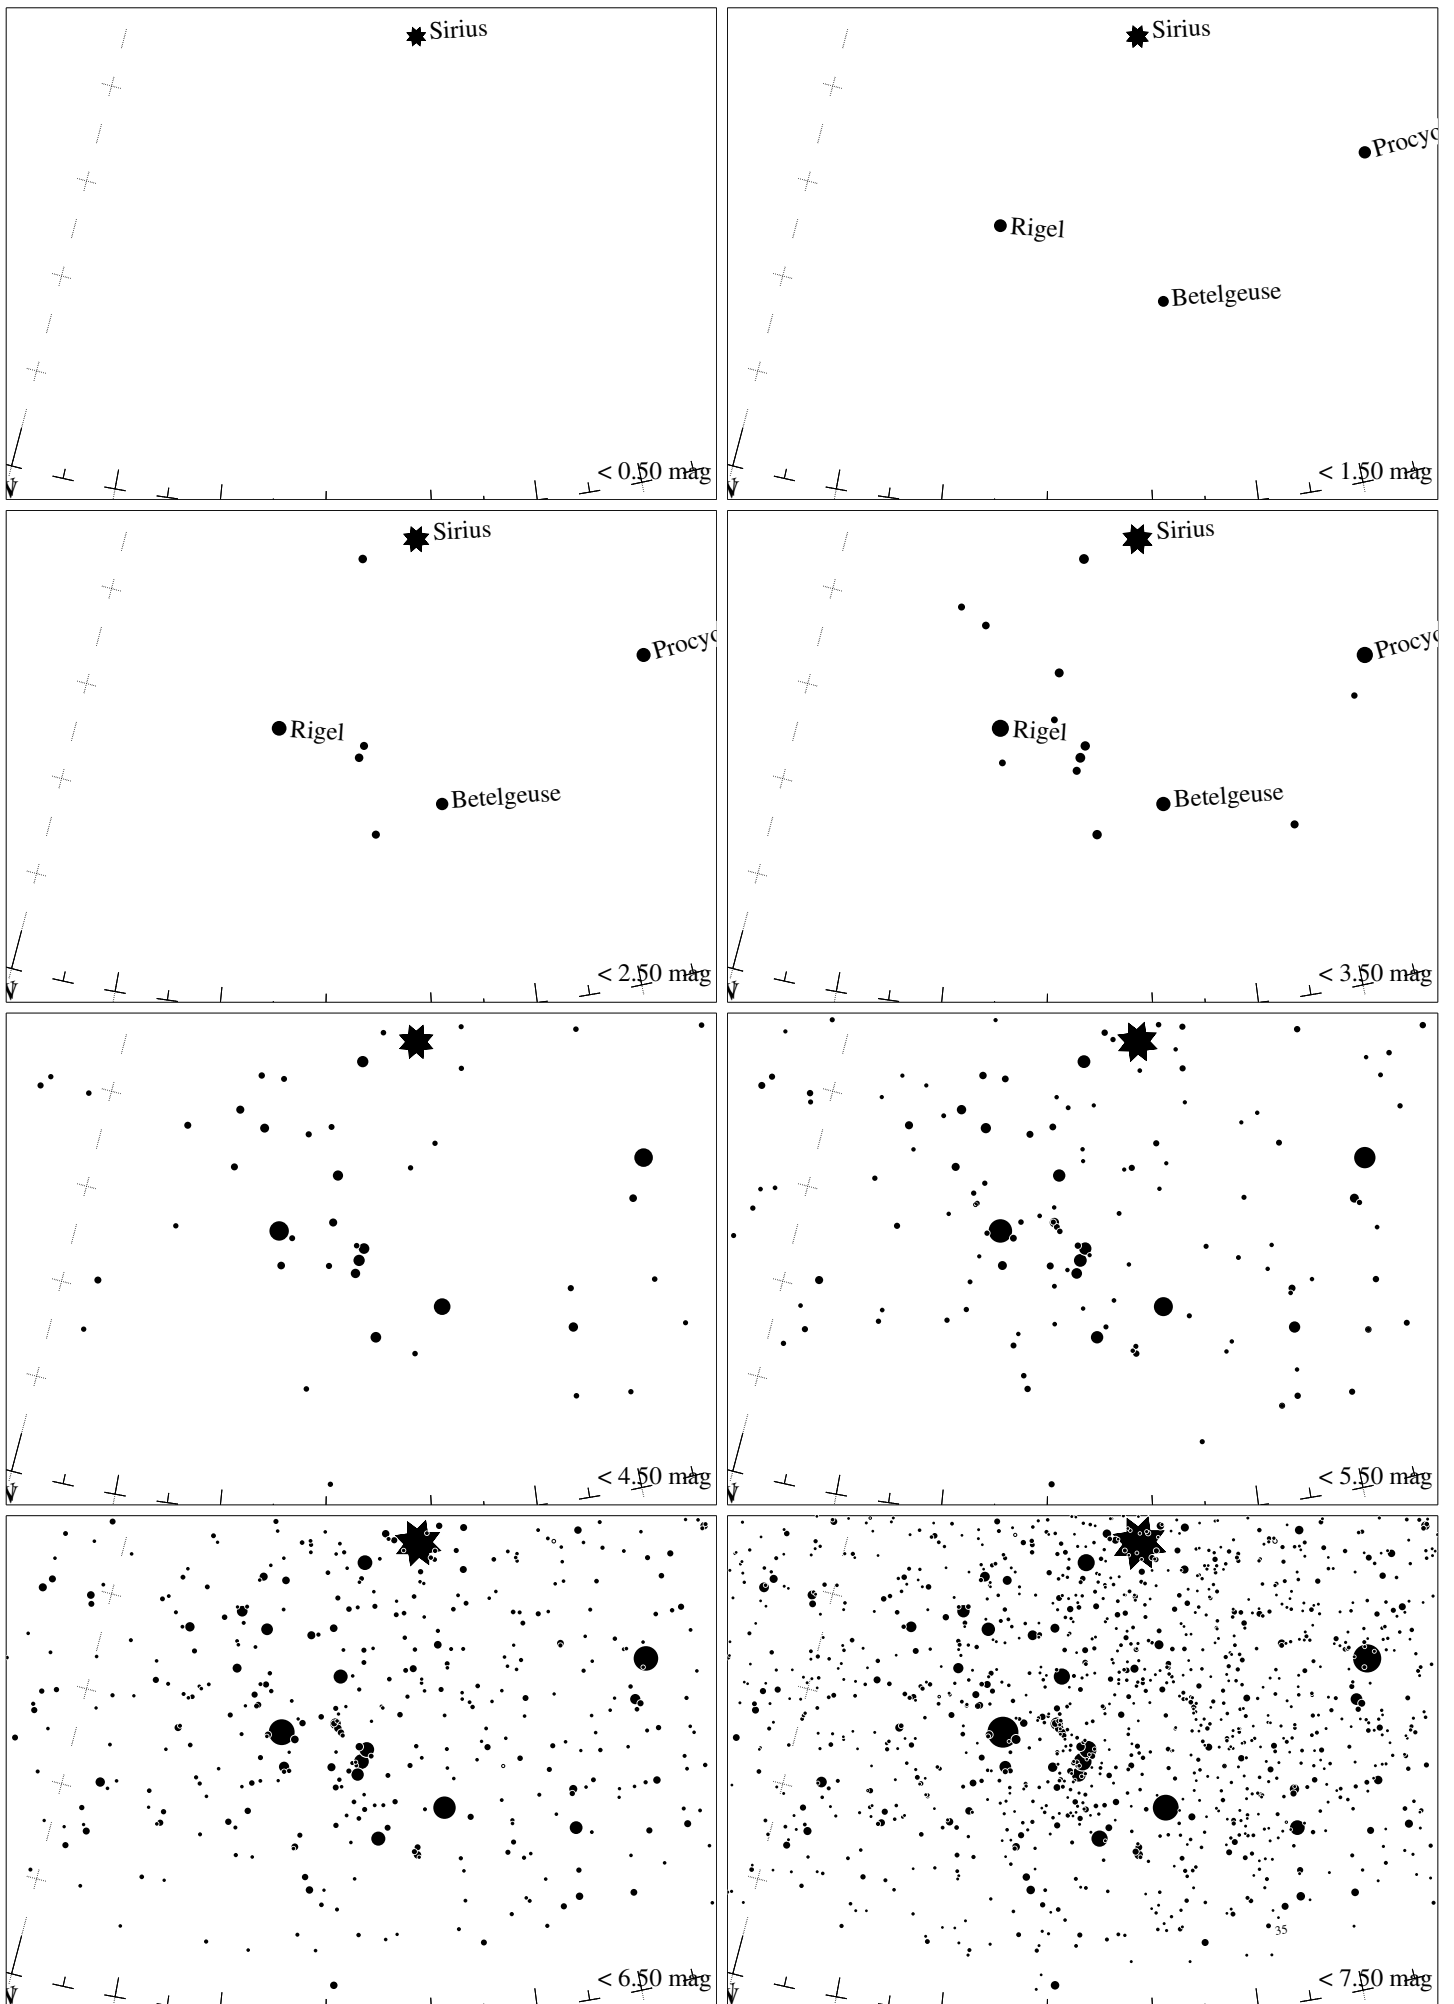 Sirius
< 0.50 mag
Sirius
Procyo
Rigel
Betelgeuse
< 1.50 mag
Sirius
Procyo
Rigel
Betelgeuse
< 2.50 mag
Sirius
Procyo
Rigel
Betelgeuse
< 3.50 mag
< 4.50 mag
< 5.50 mag
< 6.50 mag
35
< 7.50 mag